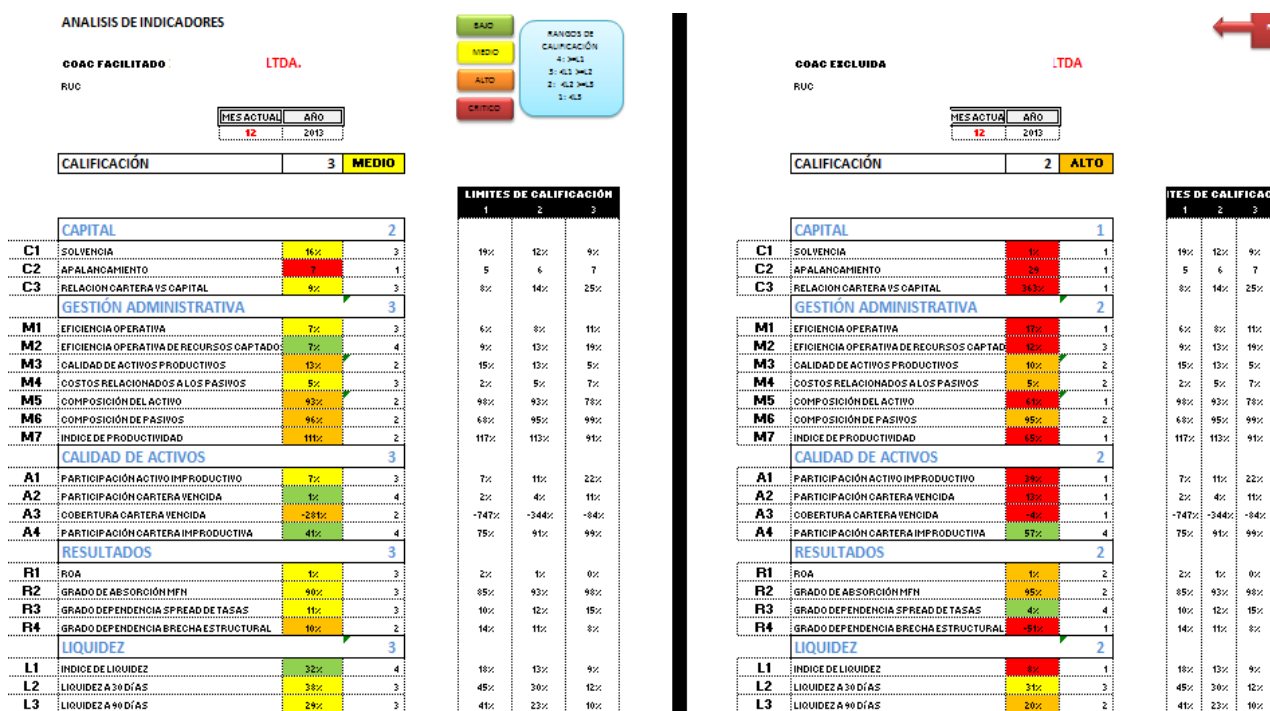 ANALISIS DE INDICADORES
BAJO
MEDIO
ALTO
CRITICO
RANGOS DE
CALIFICACIÓN
4: >=L1
3: <L1 >=L2
2: <L2 >=L3
1: <L3
COAC FACILITADO LTDA.
RUC
MES ACTUAL AÑO
12 2013
CALIFICACIÓN 3 MEDIO
LIMITES DE CALIFICACIÓN
1 2 3
CAPITAL 2
C1 SOLVENCIA 16% 3 19% 12% 9%
C2 APALANCAMIENTO 7 1 5 6 7
C3 RELACION CARTERA VS CAPITAL 9% 3 8% 14% 25%
GESTIÓN ADMINISTRATIVA 3
M1 EFICIENCIA OPERATIVA 7% 3 6% 8% 11%
M2 EFICIENCIA OPERATIVA DE RECURSOS CAPTADO 7% 4 9% 13% 19%
M3 CALIDAD DE ACTIVOS PRODUCTIVOS 13% 2 15% 13% 5%
M4 COSTOS RELACIONADOS A LOS PASIVOS 5% 3 2% 5% 7%
M5 COMPOSICIÓN DEL ACTIVO 93% 2 98% 93% 78%
M6 COMPOSICIÓN DE PASIVOS 96% 2 68% 95% 99%
M7 INDICE DE PRODUCTIVIDAD 111% 2 117% 113% 91%
CALIDAD DE ACTIVOS 3
A1 PARTICIPACIÓN ACTIVO IMPRODUCTIVO 7% 3 7% 11% 22%
A2 PARTICIPACIÓN CARTERA VENCIDA 1% 4 2% 4% 11%
A3 COBERTURA CARTERA VENCIDA -281% 2 -747% -344% -84%
A4 PARTICIPACIÓN CARTERA IMPRODUCTIVA 41% 4 75% 91% 99%
RESULTADOS 3
R1 ROA 1% 3 2% 1% 0%
R2 GRADO DE ABSORCIÓN MFN 90% 3 85% 93% 98%
R3 GRADO DEPENDENCIA SPREAD DE TASAS 11% 3 10% 12% 15%
R4 GRADO DEPENDENCIA BRECHA ESTRUCTURAL 10% 2 14% 11% 8%
LIQUIDEZ 3
L1 INDICE DE LIQUIDEZ 32% 4 18% 13% 9%
L2 LIQUIDEZ A 30 DÍAS 38% 3 45% 30% 12%
L3 LIQUIDEZ A 90 DÍAS 29% 3 41% 23% 10%
COAC EXCLUIDA LTDA
RUC
MES ACTUA AÑO
12 2013
CALIFICACIÓN 2 ALTO
ITES DE CALIFICAC
1 2 3
CAPITAL 1
C1 SOLVENCIA 1% 1 19% 12% 9%
C2 APALANCAMIENTO 29 1 5 6 7
C3 RELACION CARTERA VS CAPITAL 363% 1 8% 14% 25%
GESTIÓN ADMINISTRATIVA 2
M1 EFICIENCIA OPERATIVA 17% 1 6% 8% 11%
M2 EFICIENCIA OPERATIVA DE RECURSOS CAPTAD 12% 3 9% 13% 19%
M3 CALIDAD DE ACTIVOS PRODUCTIVOS 10% 2 15% 13% 5%
M4 COSTOS RELACIONADOS A LOS PASIVOS 5% 2 2% 5% 7%
M5 COMPOSICIÓN DEL ACTIVO 61% 1 98% 93% 78%
M6 COMPOSICIÓN DE PASIVOS 95% 2 68% 95% 99%
M7 INDICE DE PRODUCTIVIDAD 65% 1 117% 113% 91%
CALIDAD DE ACTIVOS 2
A1 PARTICIPACIÓN ACTIVO IMPRODUCTIVO 39% 1 7% 11% 22%
A2 PARTICIPACIÓN CARTERA VENCIDA 13% 1 2% 4% 11%
A3 COBERTURA CARTERA VENCIDA -4% 1 -747% -344% -84%
A4 PARTICIPACIÓN CARTERA IMPRODUCTIVA 57% 4 75% 91% 99%
RESULTADOS 2
R1 ROA 1% 2 2% 1% 0%
R2 GRADO DE ABSORCIÓN MFN 95% 2 85% 93% 98%
R3 GRADO DEPENDENCIA SPREAD DE TASAS 4% 4 10% 12% 15%
R4 GRADO DEPENDENCIA BRECHA ESTRUCTURAL -51% 1 14% 11% 8%
LIQUIDEZ 2
L1 INDICE DE LIQUIDEZ 8% 1 18% 13% 9%
L2 LIQUIDEZ A 30 DÍAS 31% 3 45% 30% 12%
L3 LIQUIDEZ A 90 DÍAS 20% 2 41% 23% 10%